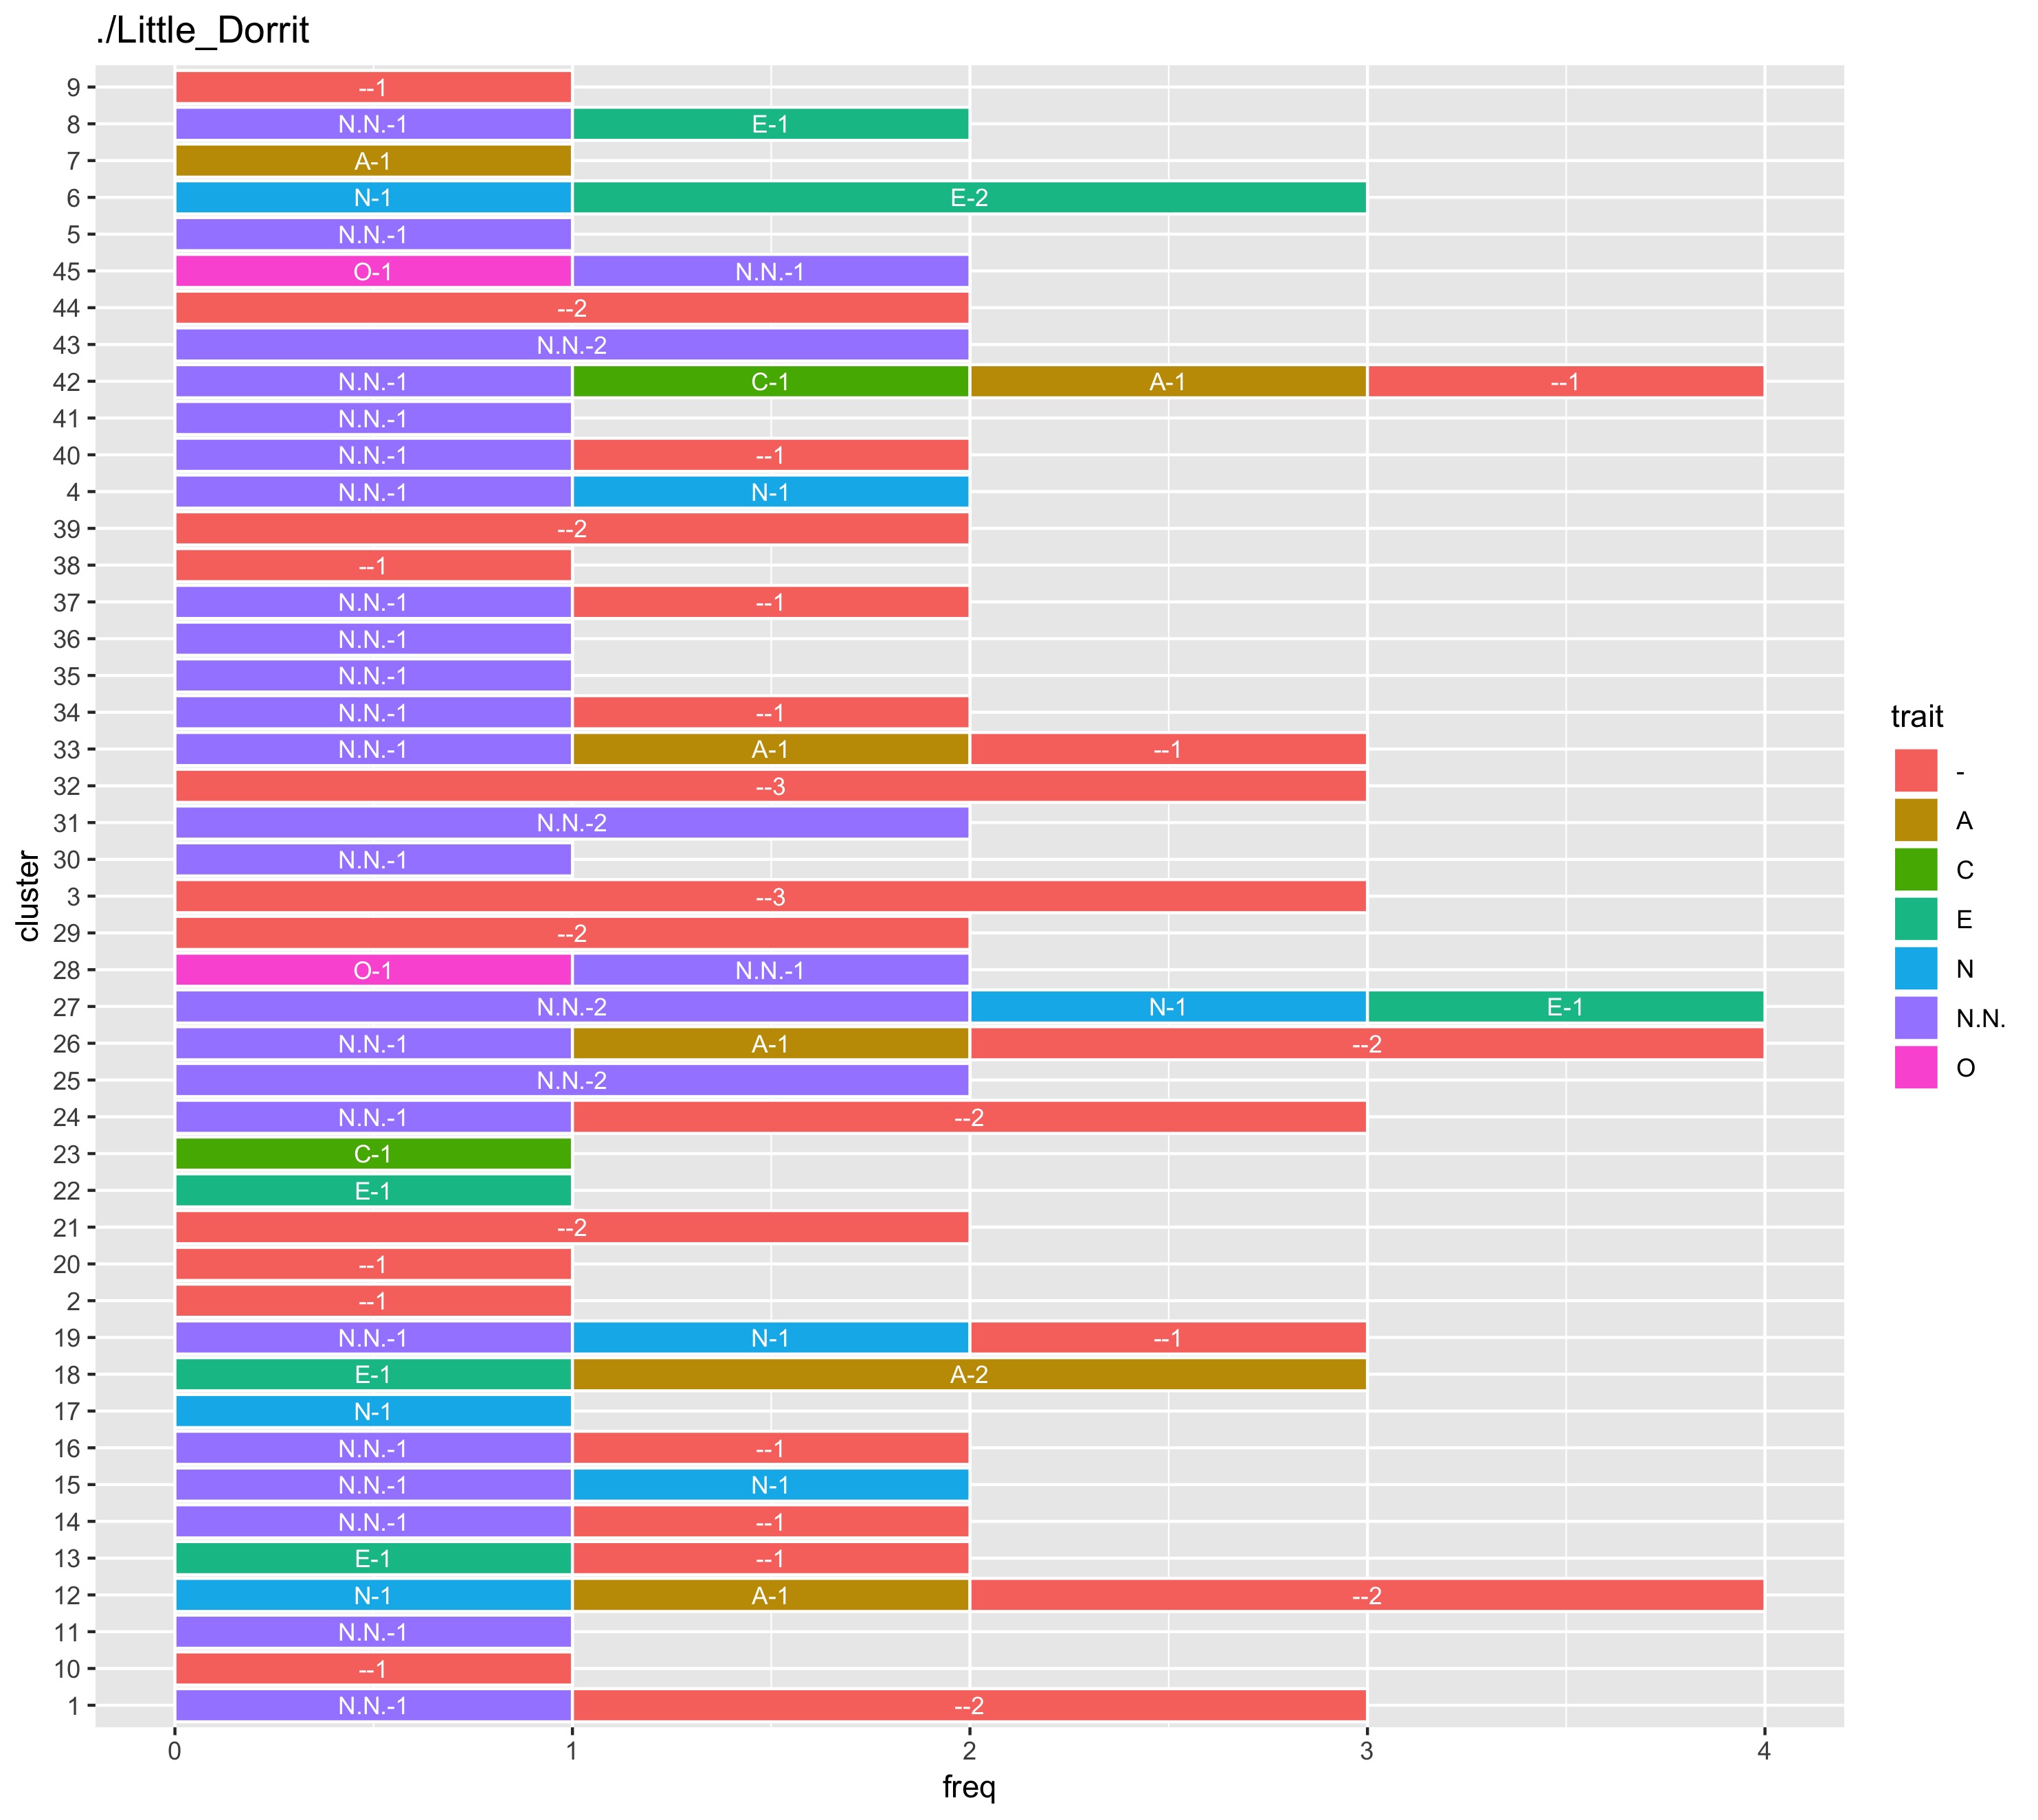 ./Little_Dorrit
9 --1
8 N.N.-1 E-1
7 A-1
6 N-1 E-2
5 N.N.-1
45 O-1 N.N.-1
44 --2
43 N.N.-2
42 N.N.-1 C-1 A-1 --1
41 N.N.-1
40 N.N.-1 --1
4 N.N.-1 N-1
39 --2
38 --1
37 N.N.-1 --1
36 N.N.-1
35 N.N.-1
34 N.N.-1 --1
33 N.N.-1 A-1 --1
32 --3
31 N.N.-2
30 N.N.-1
3 --3
29 --2
28 O-1 N.N.-1
27 N.N.-2 N-1 E-1
26 N.N.-1 A-1 --2
25 N.N.-2
24 N.N.-1 --2
23 C-1
22 E-1
21 --2
20 --1
2 --1
19 N.N.-1 N-1 --1
18 E-1 A-2
17 N-1
16 N.N.-1 --1
15 N.N.-1 N-1
14 N.N.-1 --1
13 E-1 --1
12 N-1 A-1 --2
11 N.N.-1
10 --1
1 N.N.-1 --2
0 1 2 3 4
freq
cluster
trait
-
A
C
E
N
N.N.
O